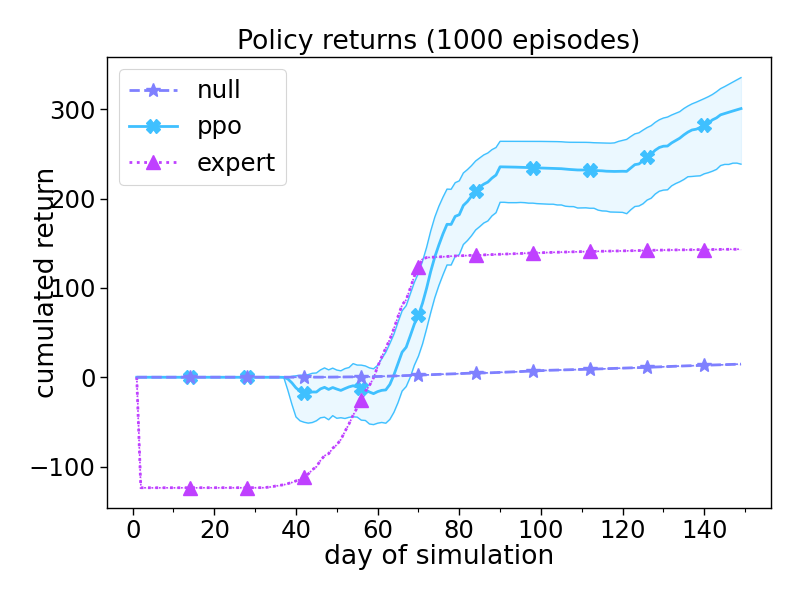 Policy returns (1000 episodes)
null
ppo
expert
cumulated return
300
200
100
0
−100
0 20 40 60 80 100 120 140
day of simulation